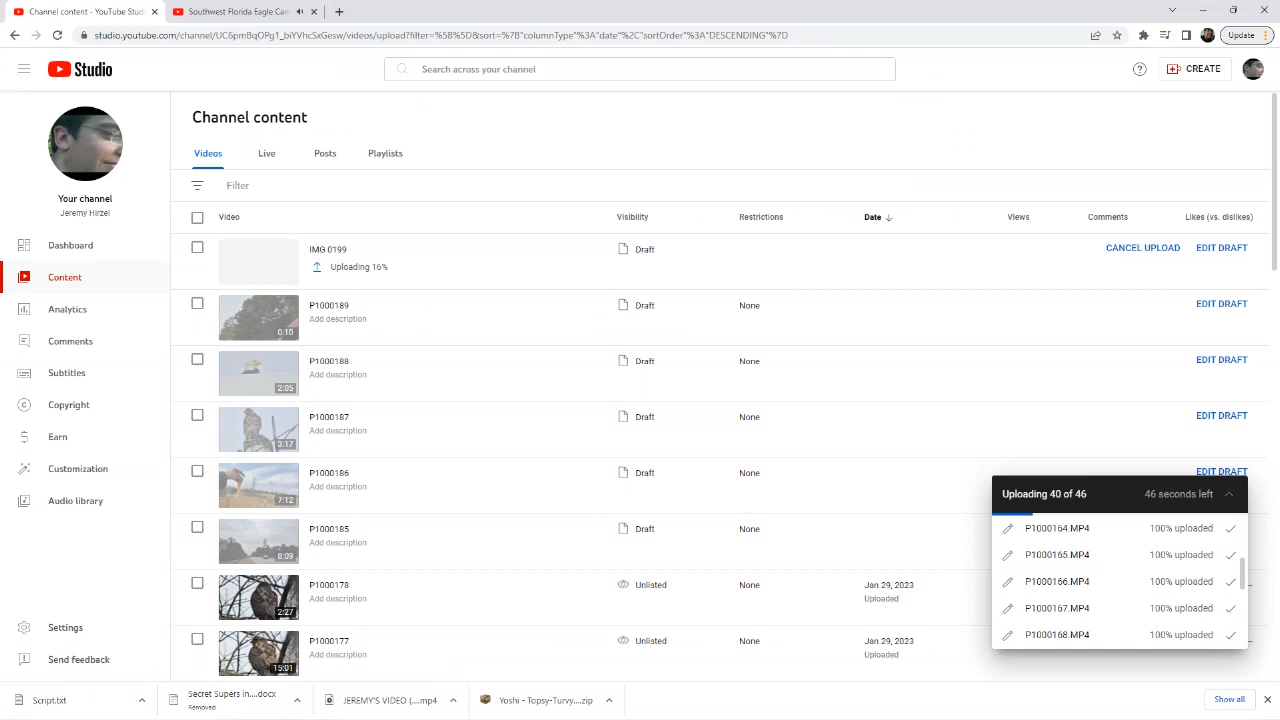 Channel content - YouTube Studio
Southwest Florida Eagle Cam
studio.youtube.com/channel/UC6pmBqOPg1_biYVhcSxGesw/videos/upload?filter=%5B%5D&sort=%7B"columnType"%3A"date"%2C"sortOrder"%3A"DESCENDING"%7D
Update
Studio
Search across your channel
CREATE
Your channel
Jeremy Hirzel
Dashboard
Content
Analytics
Comments
Subtitles
Copyright
Earn
Customization
Audio library
Settings
Send feedback
Channel content
Videos Live Posts Playlists
Filter
Video Visibility Restrictions Date Views Comments Likes (vs. dislikes)
IMG 0199 Draft CANCEL UPLOAD EDIT DRAFT
Uploading 16%
P1000189 Draft None EDIT DRAFT
Add description
0:10
P1000188 Draft None EDIT DRAFT
Add description
2:05
P1000187 Draft None EDIT DRAFT
Add description
3:17
P1000186 Draft None EDIT DRAFT
Add description
7:12
P1000185 Draft None
Add description
8:09
P1000178 Unlisted None Jan 29, 2023
Add description Uploaded
2:27
P1000177 Unlisted None Jan 29, 2023
Add description Uploaded
15:01
Uploading 40 of 46 46 seconds left
P1000164.MP4 100% uploaded
P1000165.MP4 100% uploaded
P1000166.MP4 100% uploaded
P1000167.MP4 100% uploaded
P1000168.MP4 100% uploaded
Script.txt
Secret Supers in....docx
Removed
JEREMY'S VIDEO (....mp4
Yoshi - Topsy-Turvy....zip
Show all